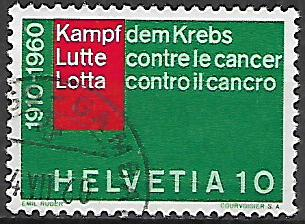 1910-1960
Kampf dem Krebs
Lutte contre le cancer
Lotta contro il cancro
HELVETIA 10
EMIL RUDER
COURVOISIER S.A.